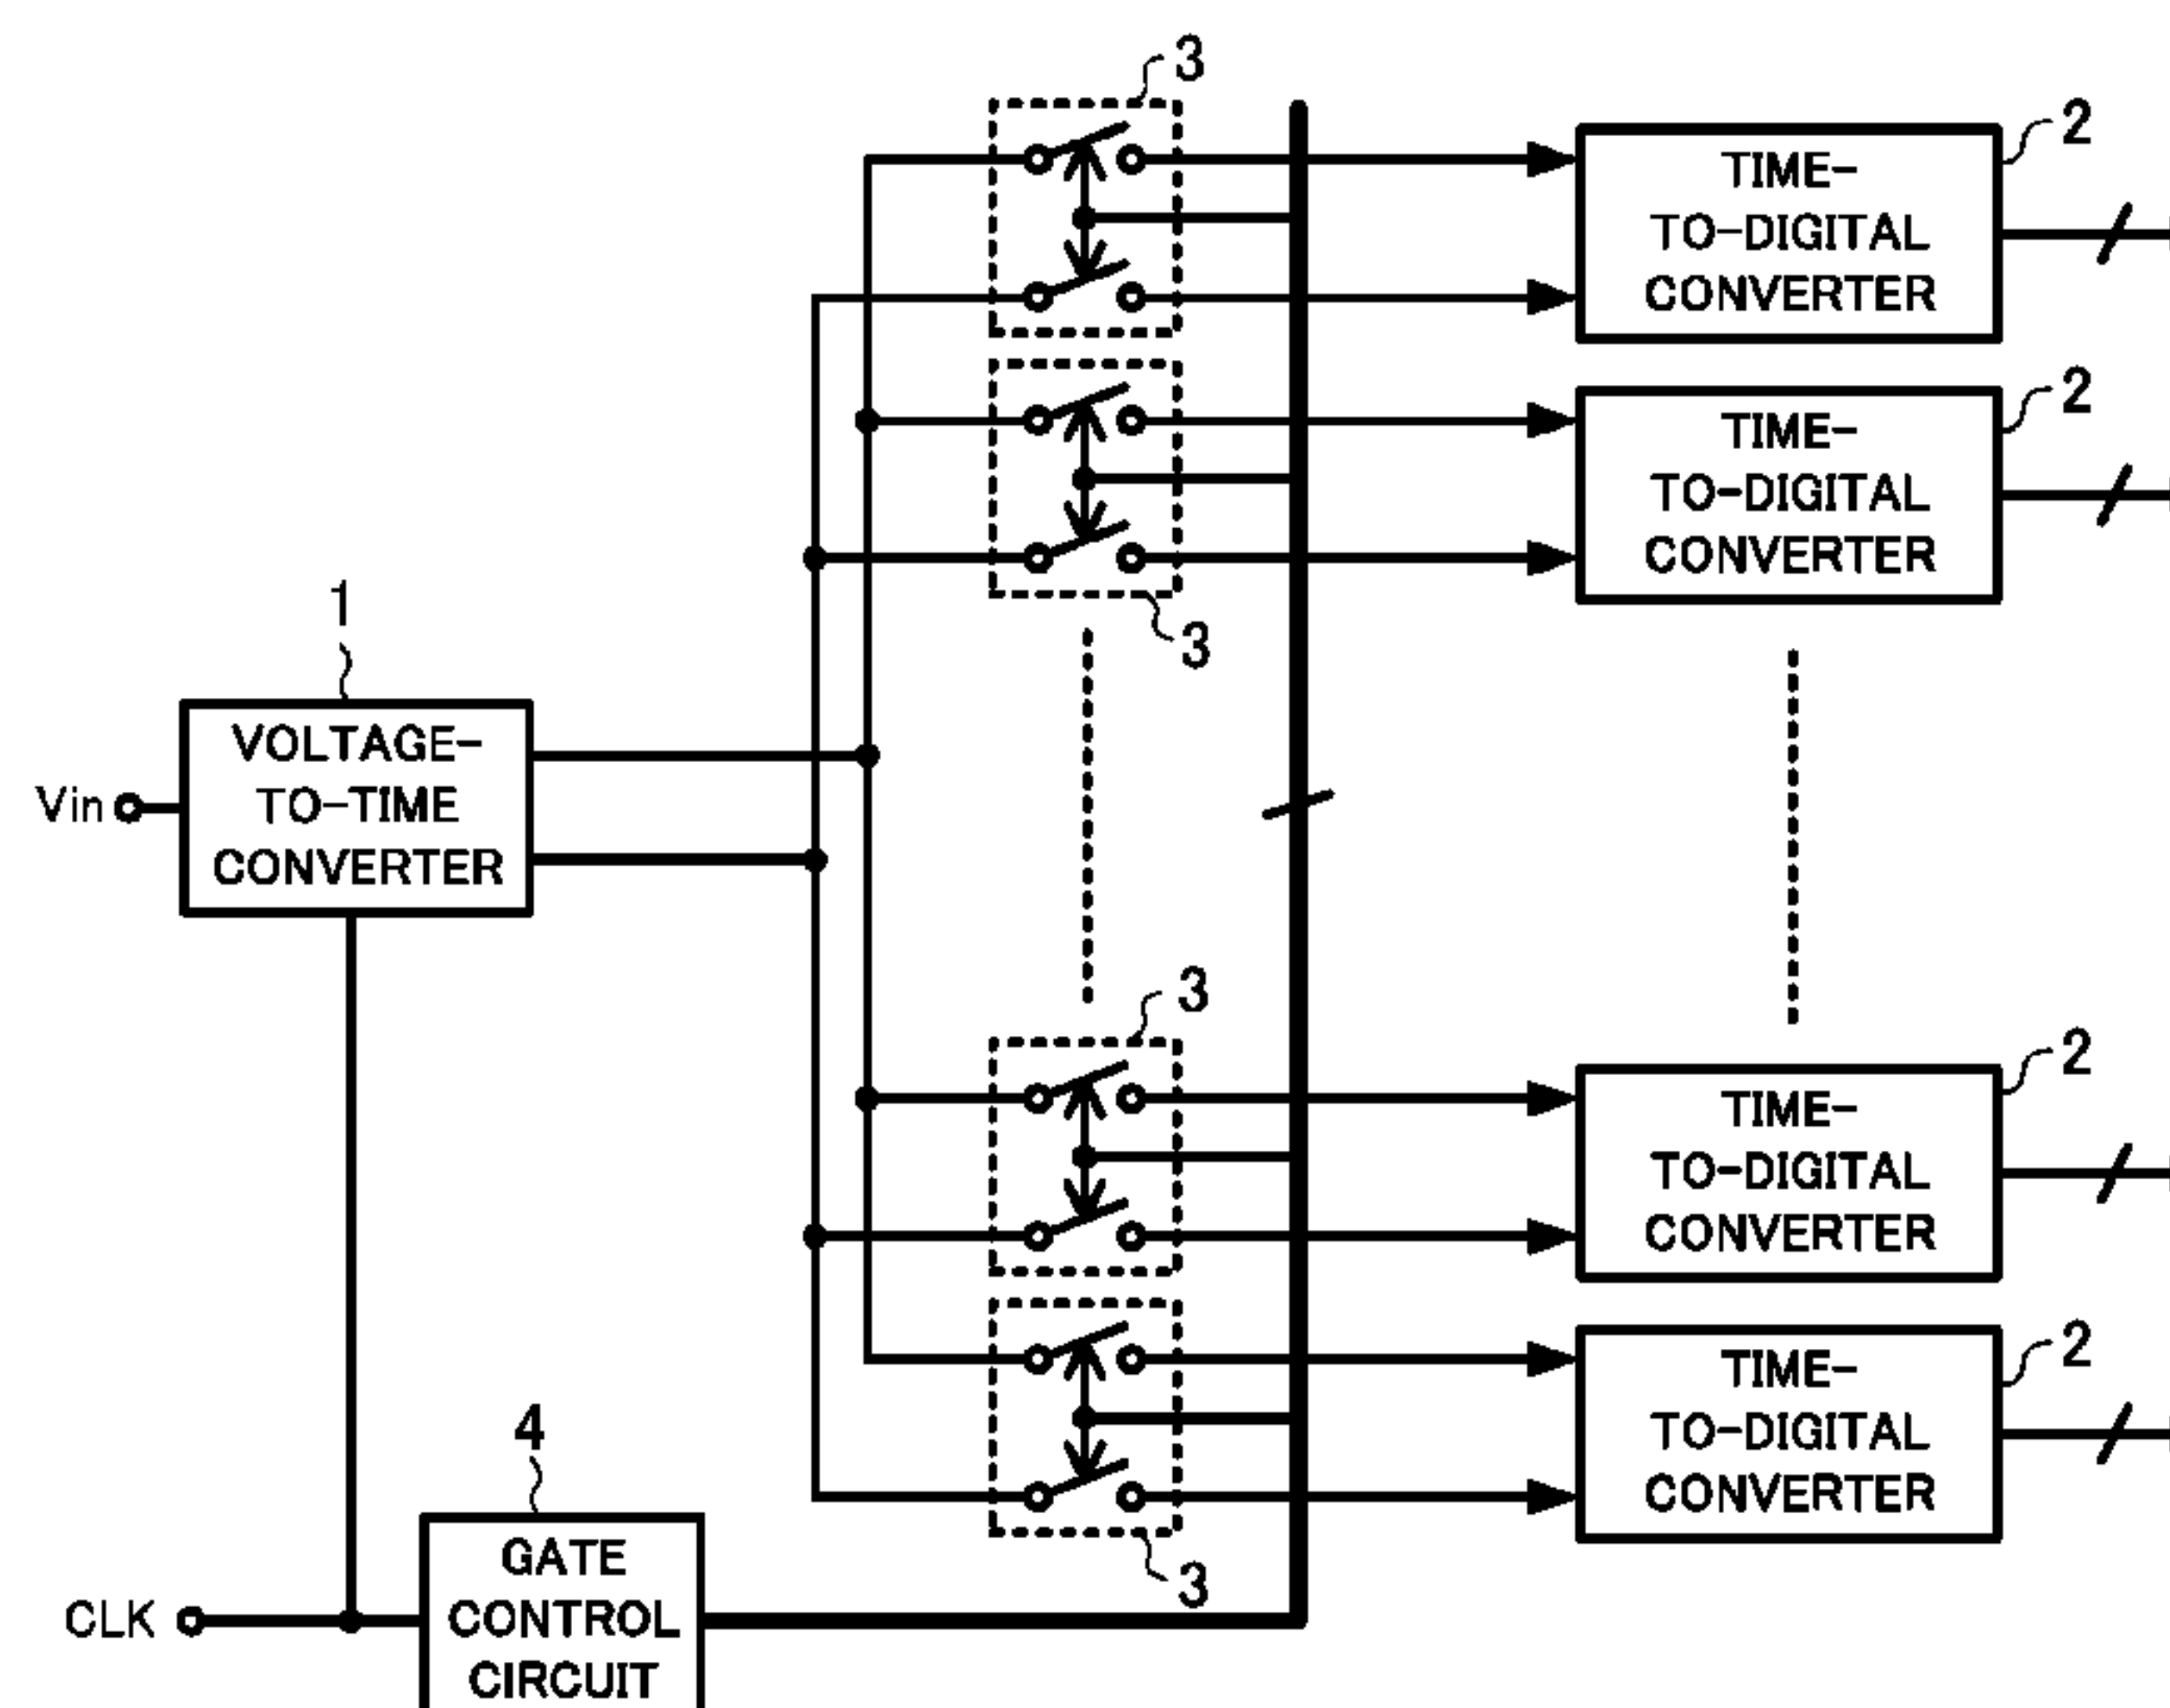 3
2
TIME-
TO-DIGITAL
CONVERTER
2
TIME-
TO-DIGITAL
CONVERTER
3
1
VOLTAGE-
TO-TIME
CONVERTER
Vin
3
2
TIME-
TO-DIGITAL
CONVERTER
2
TIME-
TO-DIGITAL
CONVERTER
3
4
GATE
CONTROL
CIRCUIT
CLK